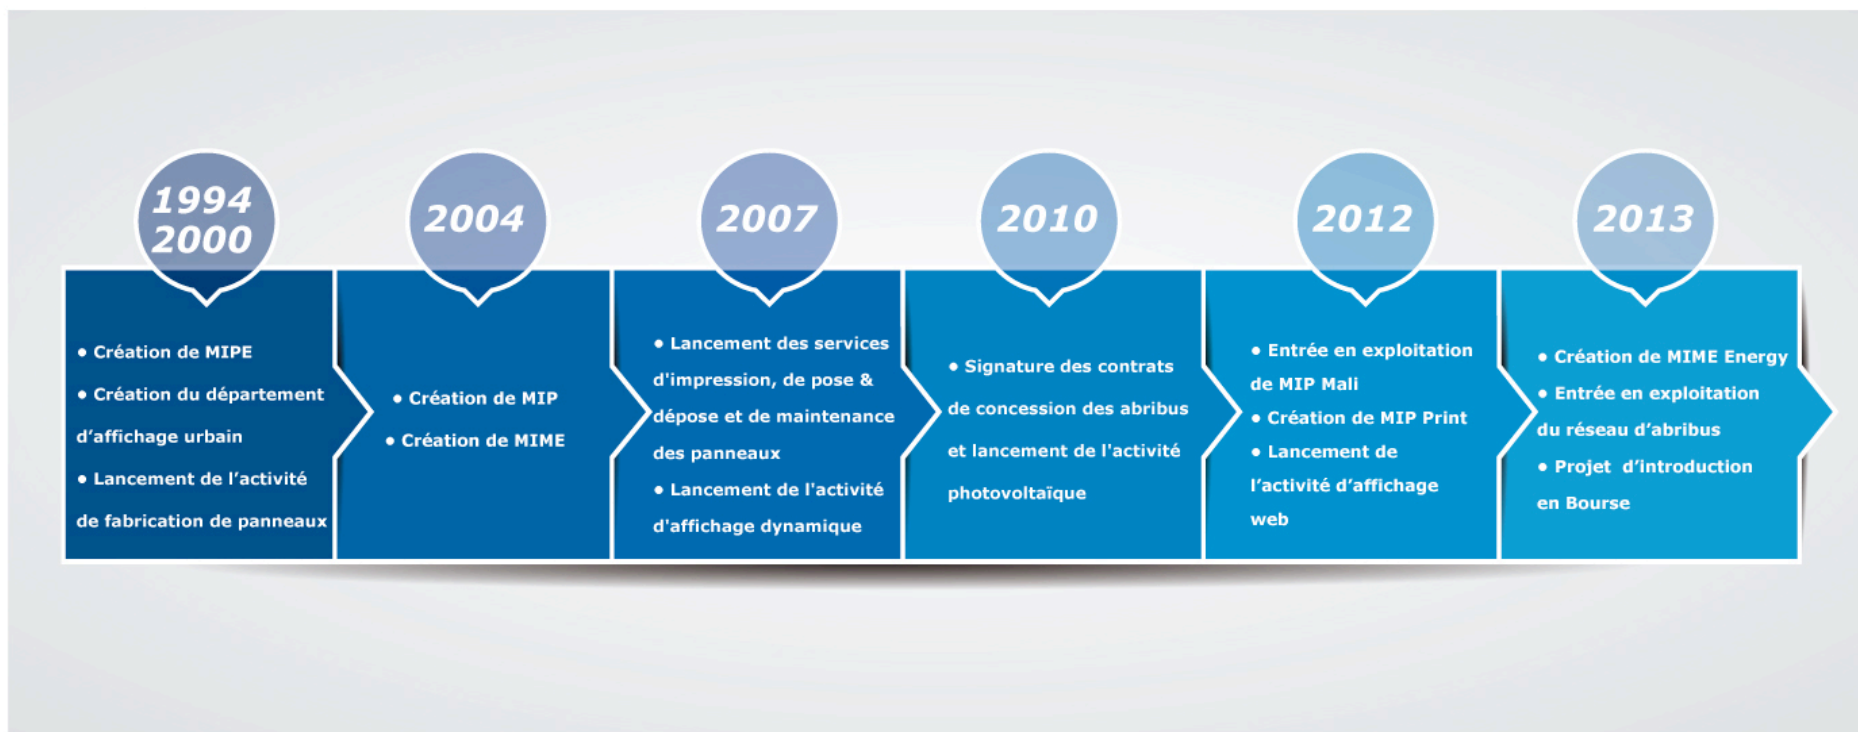 1994
2000
● Création de MIPE
● Création du département
d’affichage urbain
● Lancement de l’activité
de fabrication de panneaux
2004
● Création de MIP
● Création de MIME
2007
● Lancement des services
d'impression, de pose &
dépose et de maintenance
des panneaux
● Lancement de l'activité
d'affichage dynamique
2010
● Signature des contrats
de concession des abribus
et lancement de l'activité
photovoltaïque
2012
● Entrée en exploitation
de MIP Mali
● Création de MIP Print
● Lancement de
l’activité d’affichage
web
2013
● Création de MIME Energy
● Entrée en exploitation
du réseau d’abribus
● Projet d’introduction
en Bourse